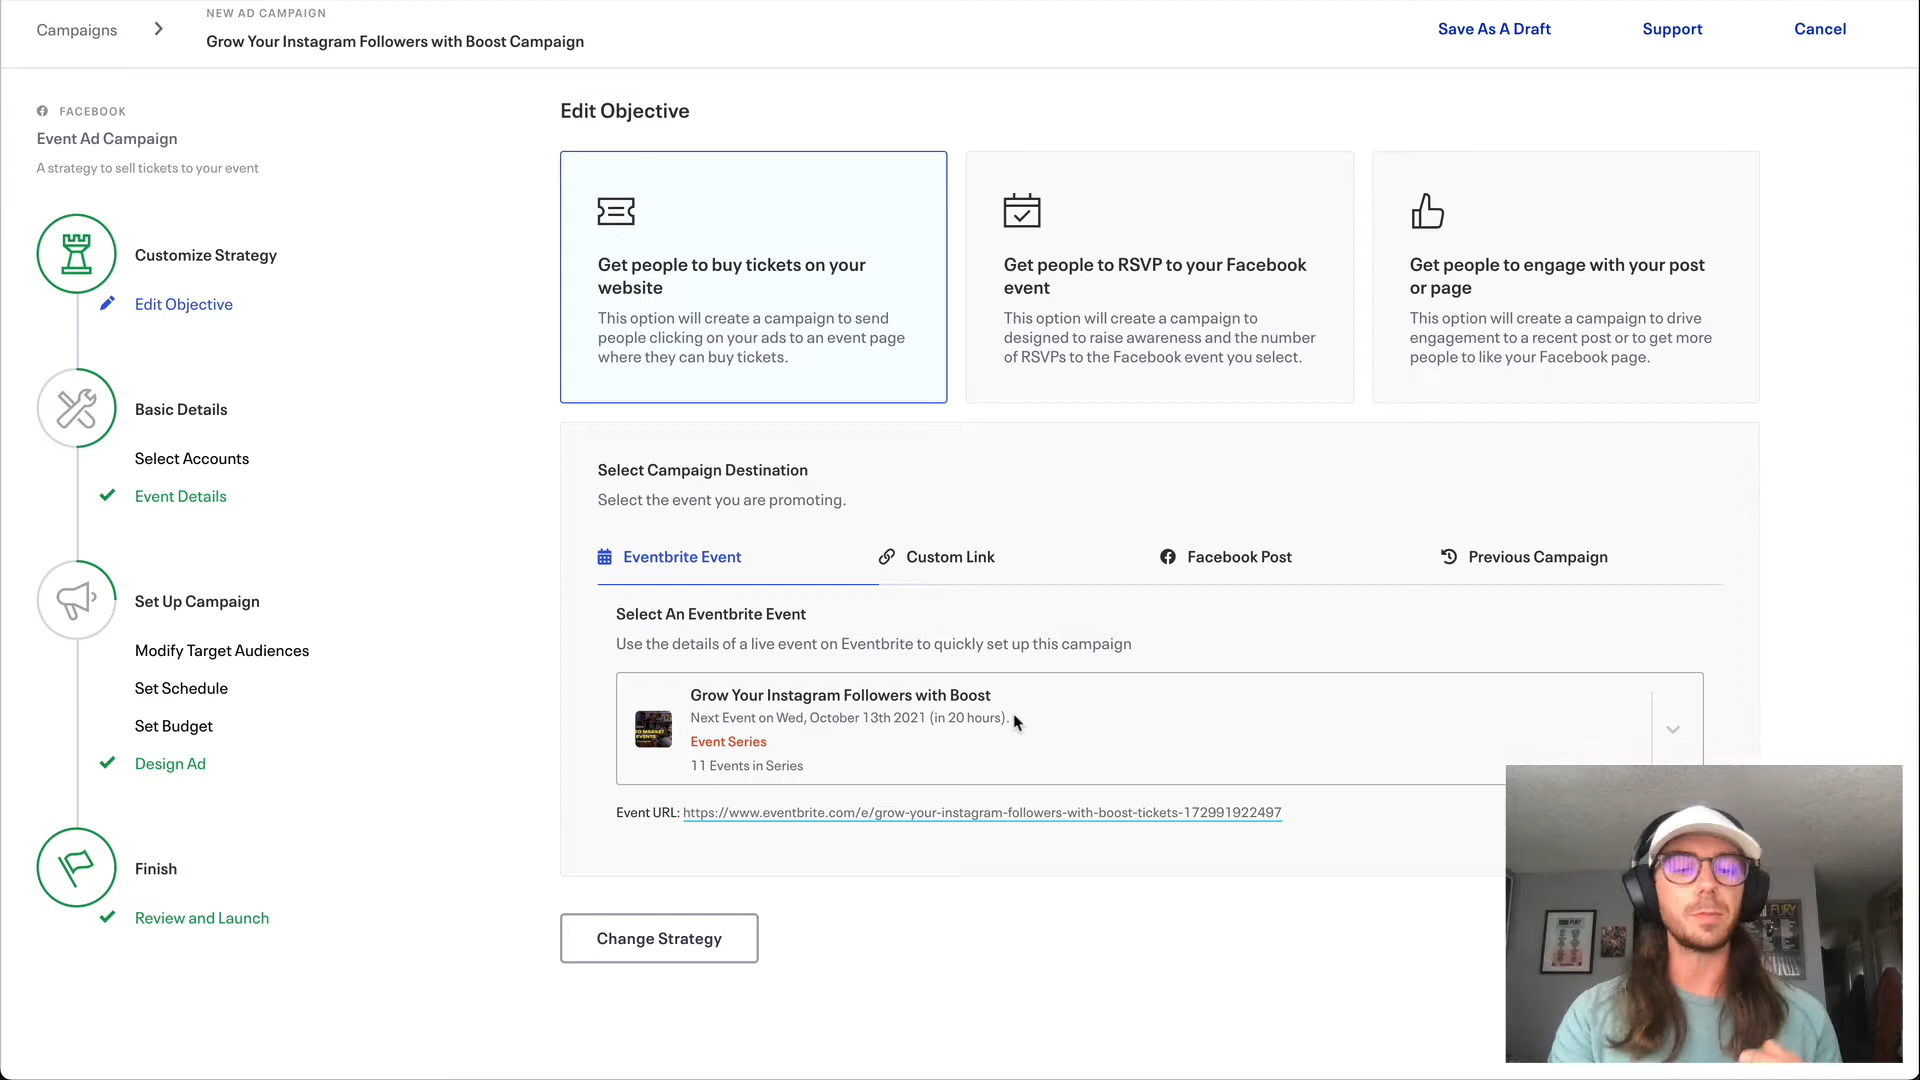 Campaigns
NEW AD CAMPAIGN
Grow Your Instagram Followers with Boost Campaign
Save As A Draft
Support
Cancel
FACEBOOK
Event Ad Campaign
A strategy to sell tickets to your event
Customize Strategy
Edit Objective
Basic Details
Select Accounts
Event Details
Set Up Campaign
Modify Target Audiences
Set Schedule
Set Budget
Design Ad
Finish
Review and Launch
Edit Objective
Get people to buy tickets on your
website
This option will create a campaign to send
people clicking on your ads to an event page
where they can buy tickets.
Get people to RSVP to your Facebook
event
This option will create a campaign to
designed to raise awareness and the number
of RSVPs to the Facebook event you select.
Get people to engage with your post
or page
This option will create a campaign to drive
engagement to a recent post or to get more
people to like your Facebook page.
Select Campaign Destination
Select the event you are promoting.
Eventbrite Event
Custom Link
Facebook Post
Previous Campaign
Select An Eventbrite Event
Use the details of a live event on Eventbrite to quickly set up this campaign
Grow Your Instagram Followers with Boost
Next Event on Wed, October 13th 2021 (in 20 hours).
Event Series
11 Events in Series
Event URL: https://www.eventbrite.com/e/grow-your-instagram-followers-with-boost-tickets-172991922497
Change Strategy
FURY